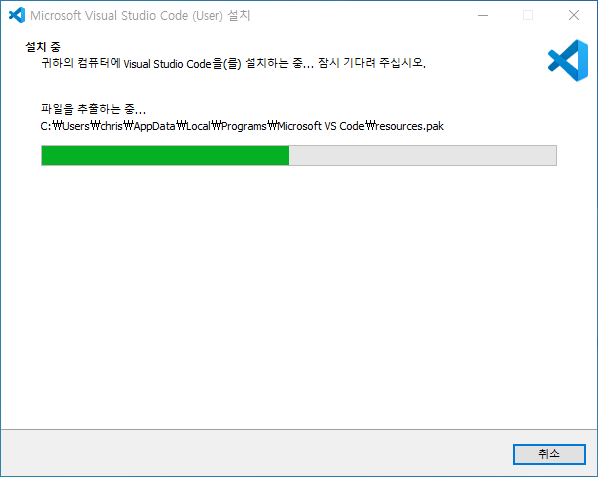 Microsoft Visual Studio Code (User) 설치
설치 중
귀하의 컴퓨터에 Visual Studio Code을(를) 설치하는 중... 잠시 기다려 주십시오.
파일을 추출하는 중...
C:₩Users₩chris₩AppData₩Local₩Programs₩Microsoft VS Code₩resources.pak
취소